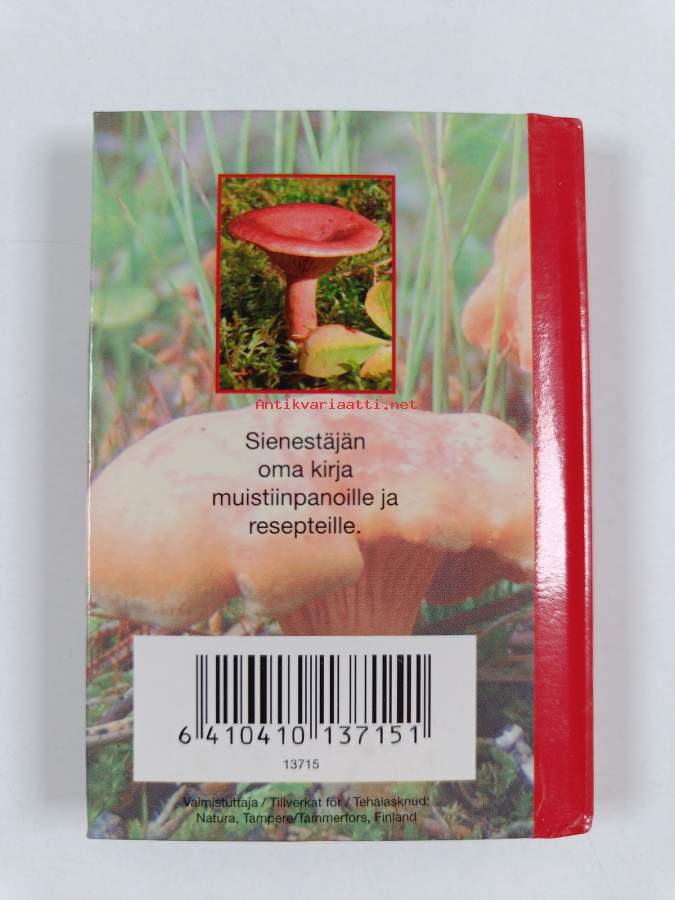 Antikvariaatti.net
Sienestäjän
oma kirja
muistiinpanoille ja
resepteille.
6 410410 137151
13715
Valmistuttaja / Tillverkat för / Tehalasknud:
Natura, Tampere/Tammerfors, Finland